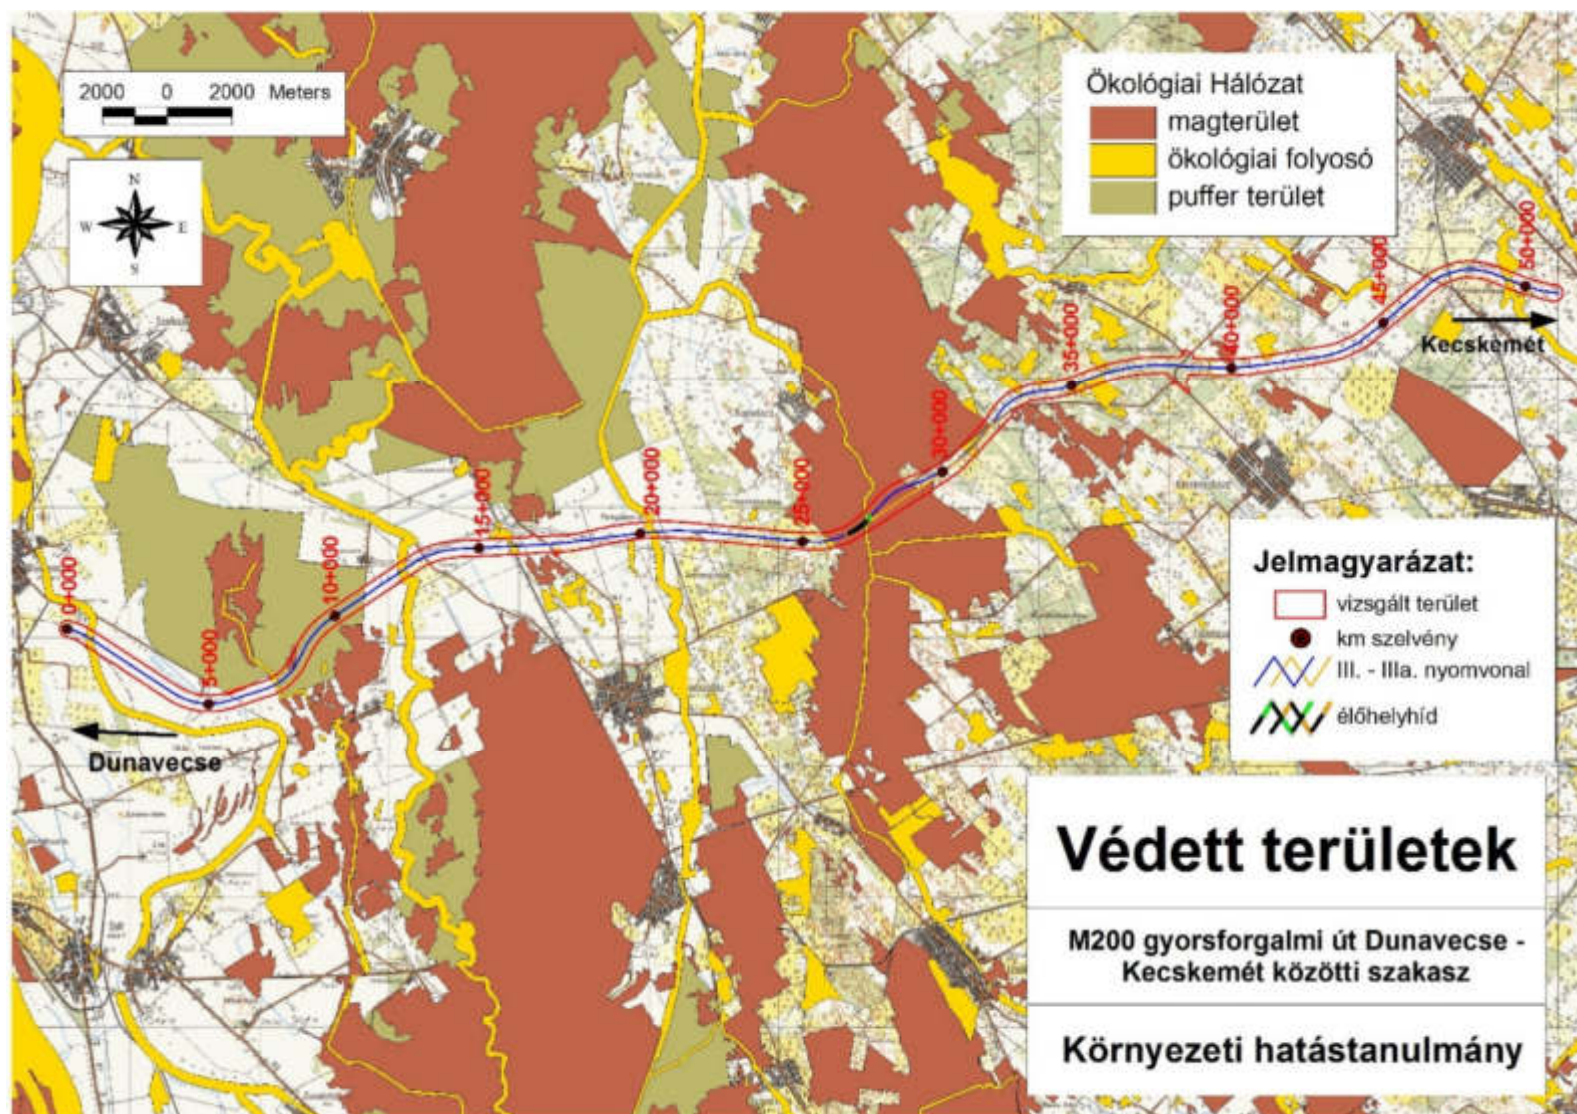 2000 0 2000 Meters
N
W E
S
Ökológiai Hálózat
magterület
ökológiai folyosó
puffer terület
0+000
5+000
10+000
15+000
20+000
25+000
30+000
35+000
40+000
45+000
50+000
Kecskemét
Dunavecse
Jelmagyarázat:
vizsgált terület
km szelvény
III. - IIIa. nyomvonal
élőhelyhíd
Védett területek
M200 gyorsforgalmi út Dunavecse -
Kecskemét közötti szakasz
Környezeti hatástanulmány